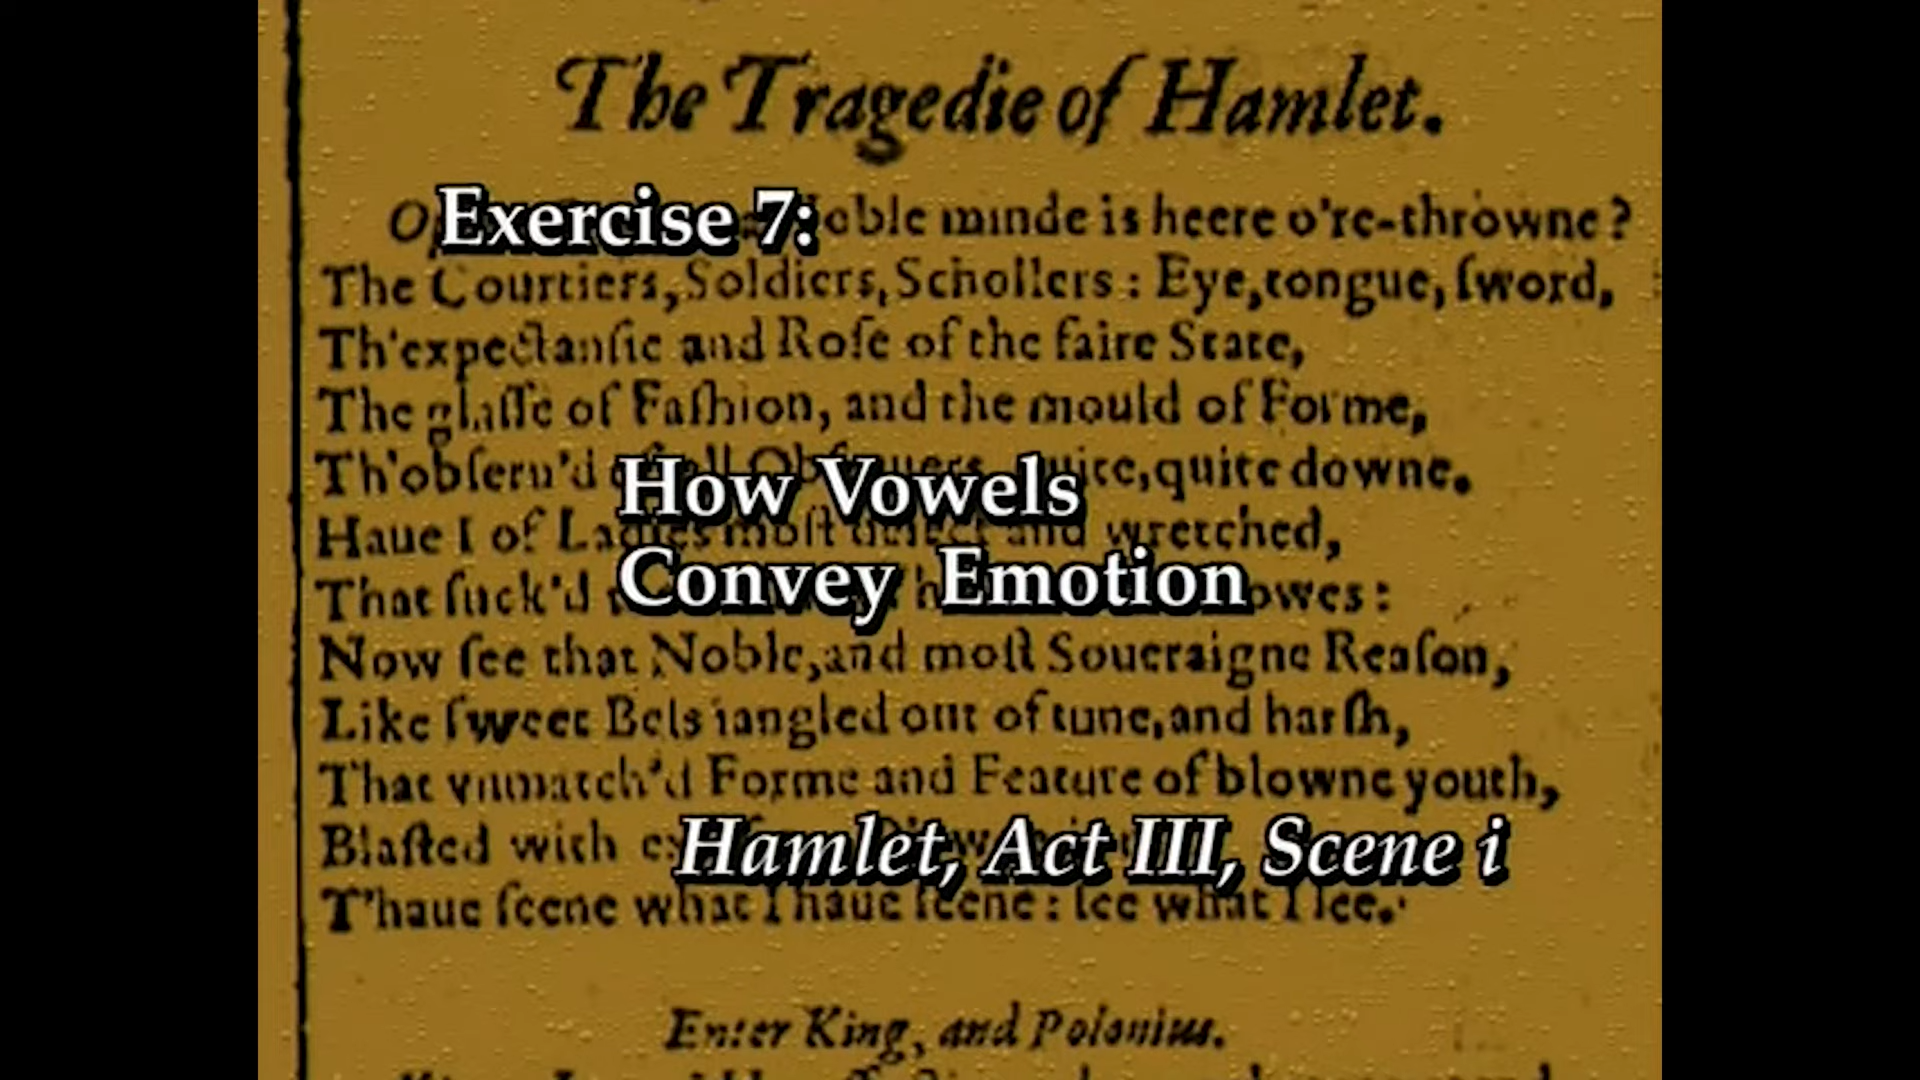 The Tragedie of Hamlet.
Exercise 7:
oble minde is heere o're-throwne?
The Courtiers, Soldiers, Schollers: Eye, tongue, ſword,
Th'expectanſie and Roſe of the faire State,
The glaſſe of Faſhion, and the mould of Forme,
Th'obſeru'd quite downe.
How Vowels
Haue I of wretched,
Convey Emotion
That ſuck'd owes:
Now ſee that Noble, and moſt Soueraigne Reaſon,
Like ſweet Bels iangled out of tune, and harſh,
That vnmatch'd Forme and Feature of blowne youth,
Hamlet, Act III, Scene i
Blaſted with
T'haue ſeene what I haue ſeene: ſee what I ſee.
Enter King, and Polonius.